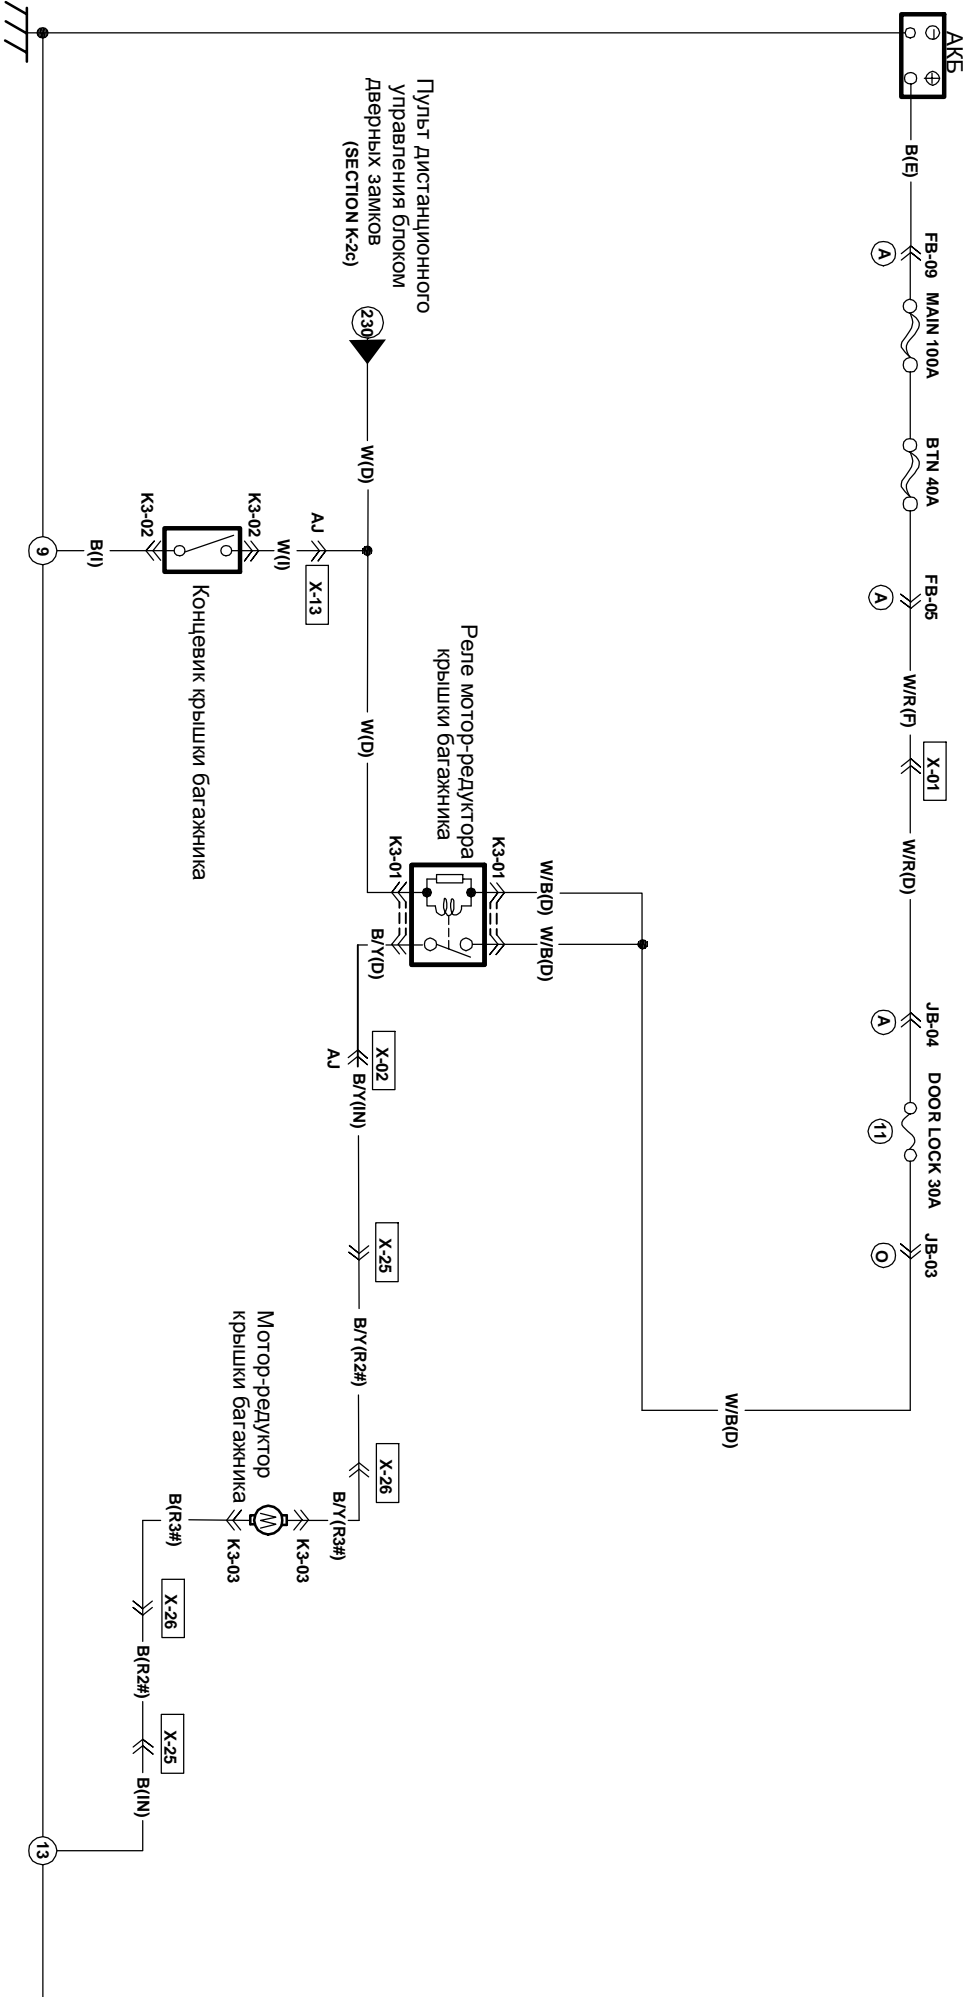 АКБ
B(E)
FB-09
A
MAIN 100A
BTN 40A
FB-05
A
W/R(F)
X-01
W/R(D)
JB-04
A
DOOR LOCK 30A
11
JB-03
O
W/B(D)
W/B(D)
W/B(D)
K3-01
Реле мотор-редуктора
крышки багажника
K3-01
B/Y(D)
Пульт дистанционного
управления блоком
дверных замков
(SECTION K-2c)
230
W(D)
W(D)
AJ
X-13
W(I)
K3-02
K3-02
Концевик крышки багажника
B(I)
9
X-02
AJ
B/Y(IN)
X-25
B/Y(R2#)
X-26
B/Y(R3#)
K3-03
Мотор-редуктор
крышки багажника
K3-03
B(R3#)
X-26
B(R2#)
X-25
B(IN)
13